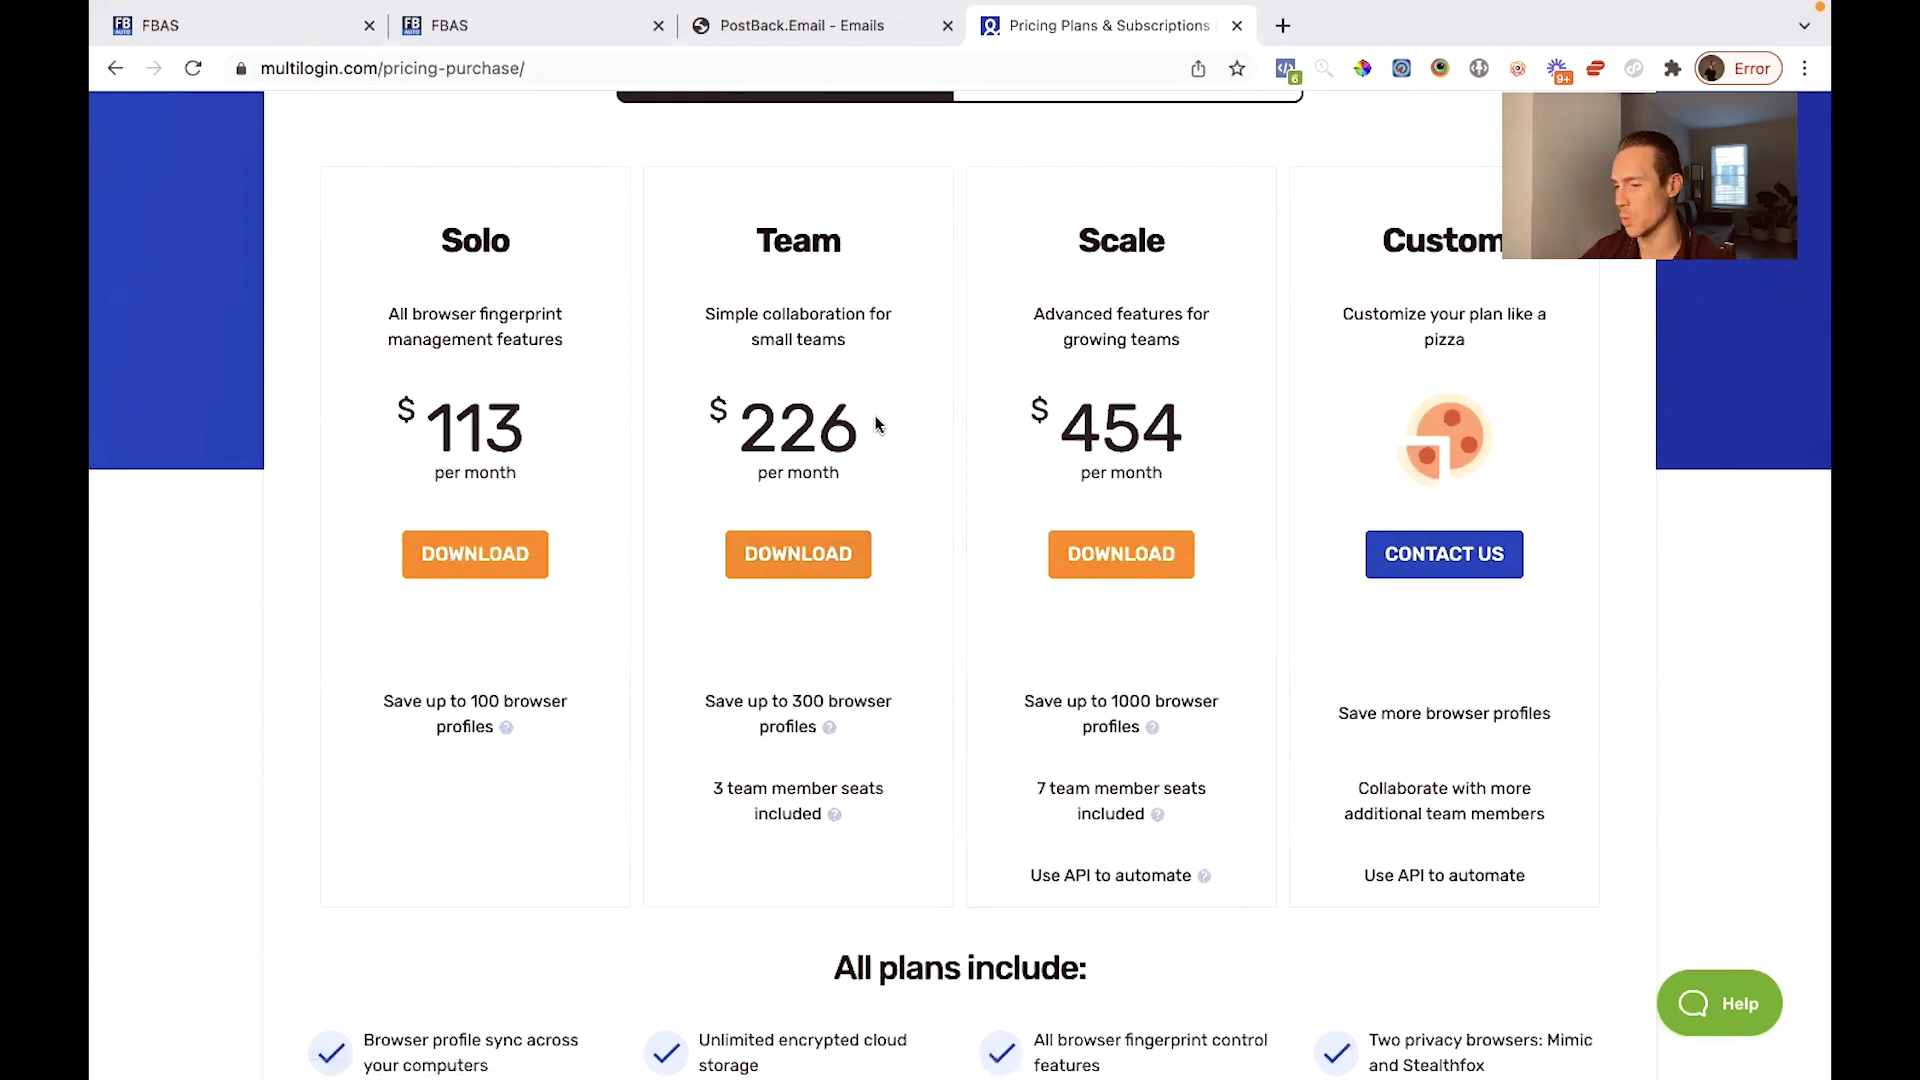 FBAS
FBAS
PostBack.Email - Emails
Pricing Plans & Subscriptions
multilogin.com/pricing-purchase/
6
9+
Error
Solo
All browser fingerprint
management features
$ 113
per month
DOWNLOAD
Save up to 100 browser
profiles ?
Team
Simple collaboration for
small teams
$ 226
per month
DOWNLOAD
Save up to 300 browser
profiles ?
3 team member seats
included ?
Scale
Advanced features for
growing teams
$ 454
per month
DOWNLOAD
Save up to 1000 browser
profiles ?
7 team member seats
included ?
Use API to automate ?
Custom
Customize your plan like a
pizza
CONTACT US
Save more browser profiles
Collaborate with more
additional team members
Use API to automate
All plans include:
Browser profile sync across
your computers
Unlimited encrypted cloud
storage
All browser fingerprint control
features
Two privacy browsers: Mimic
and Stealthfox
Help